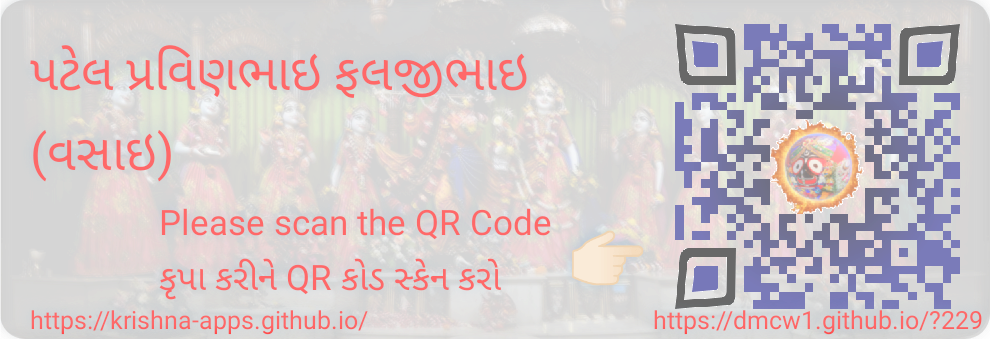 પટેલ પ્રવિણભાઇ ફલજીભાઇ
(વસાઇ)
Please scan the QR Code
કૃપા કરીને QR કોડ સ્કેન કરો
https://krishna-apps.github.io/
https://dmcw1.github.io/?229